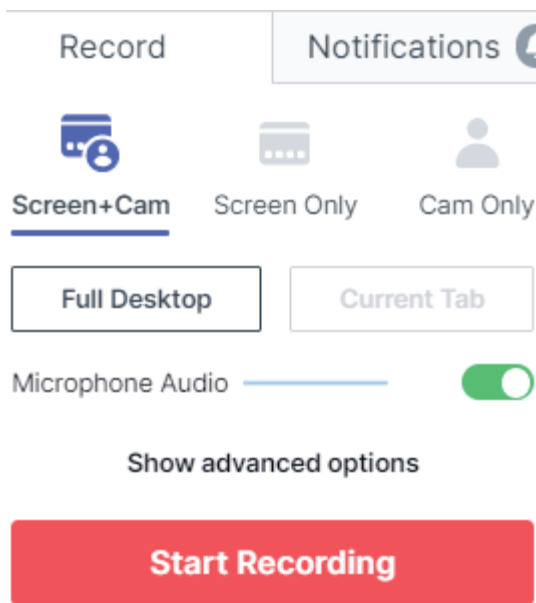 Record Notifications
Screen+Cam Screen Only Cam Only
Full Desktop Current Tab
Microphone Audio
Show advanced options
Start Recording